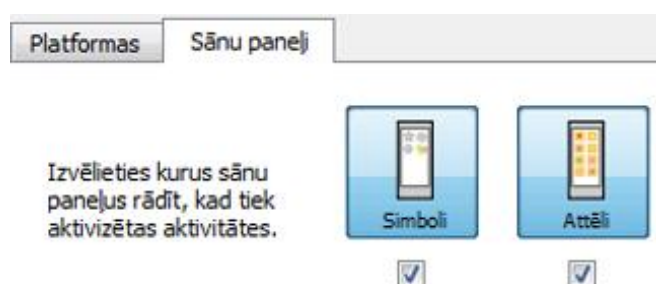 Platformas Sānu paneļi
Izvēlieties kurus sānu
paneļus rādīt, kad tiek
aktivizētas aktivitātes.
Simboli Attēli